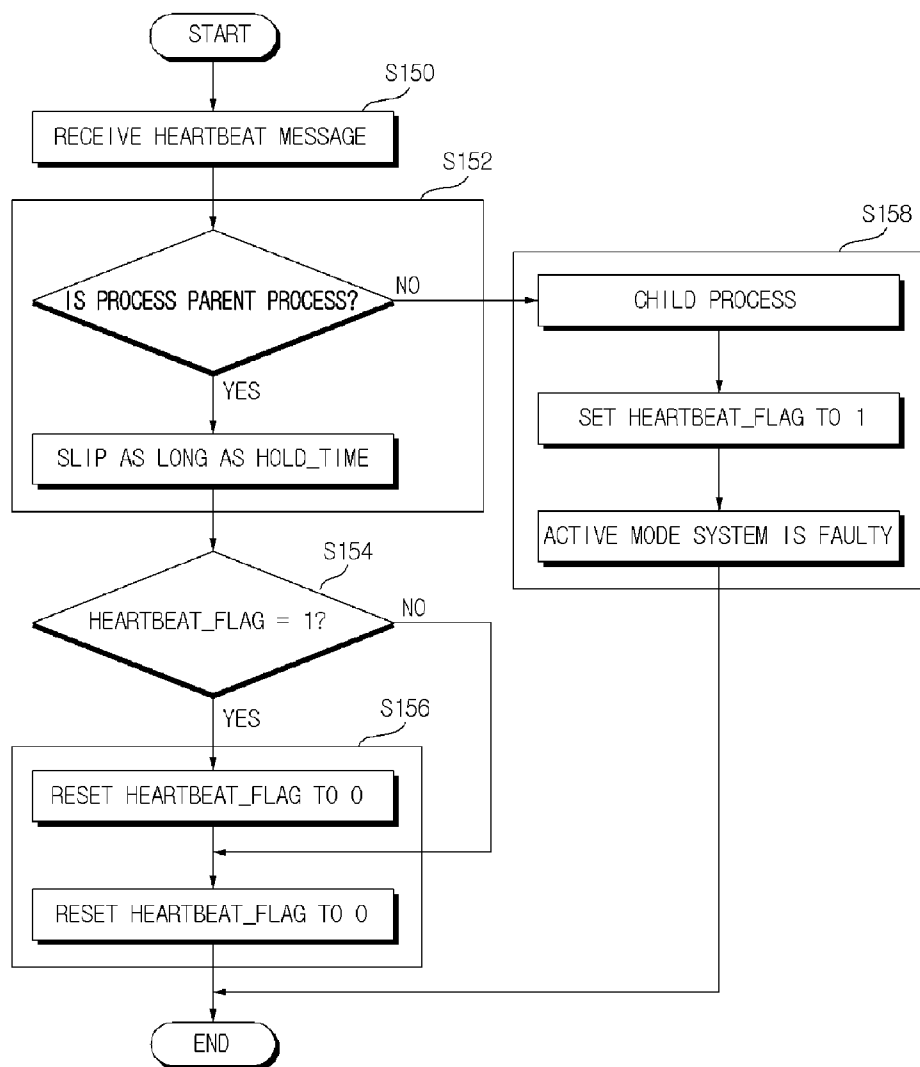 START
S150
RECEIVE HEARTBEAT MESSAGE
S152
IS PROCESS PARENT PROCESS?
NO
YES
SLIP AS LONG AS HOLD_TIME
S158
CHILD PROCESS
SET HEARTBEAT_FLAG TO 1
ACTIVE MODE SYSTEM IS FAULTY
S154
HEARTBEAT_FLAG = 1?
NO
YES
S156
RESET HEARTBEAT_FLAG TO 0
RESET HEARTBEAT_FLAG TO 0
END